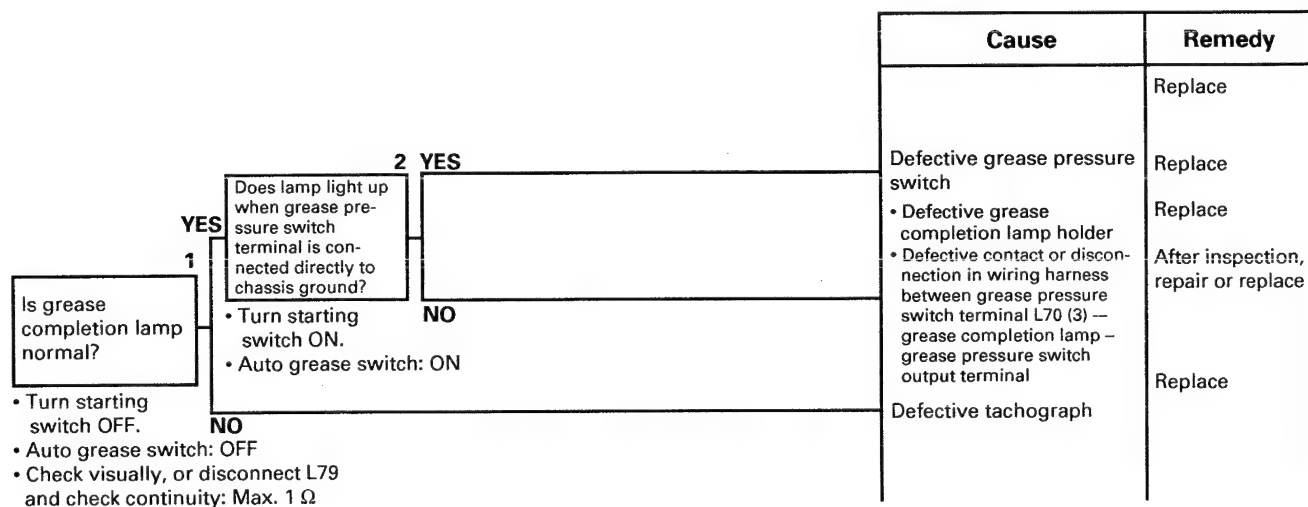 Cause
Remedy
Replace
2 YES
Does lamp light up
when grease pre-
ssure switch
terminal is con-
nected directly to
chassis ground?
Defective grease pressure
switch
Replace
YES
• Defective grease
completion lamp holder
Replace
1
• Defective contact or discon-
nection in wiring harness
between grease pressure
switch terminal L70 (3) —
grease completion lamp –
grease pressure switch
output terminal
After inspection,
repair or replace
Is grease
completion lamp
normal?
• Turn starting
switch ON.
• Auto grease switch: ON
NO
Replace
• Turn starting
switch OFF.
NO
Defective tachograph
• Auto grease switch: OFF
• Check visually, or disconnect L79
and check continuity: Max. 1 Ω